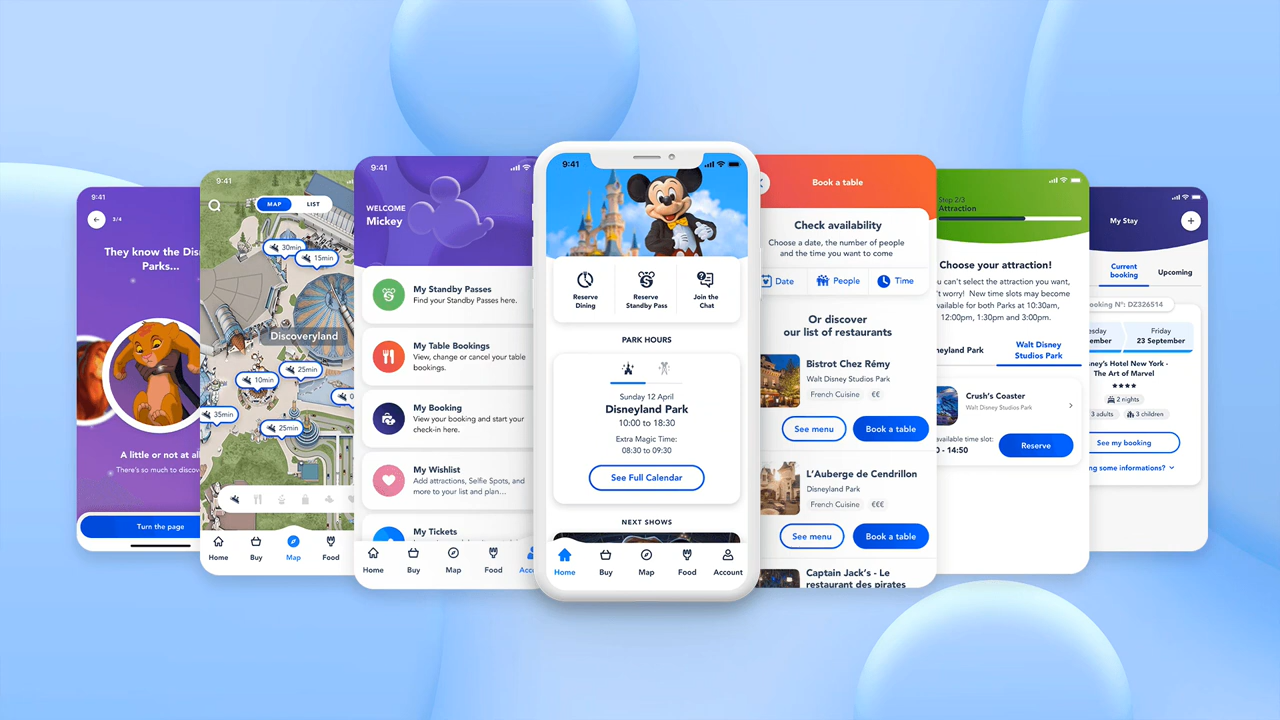 9:41
3/4
They know the Dis
Parks...
A little or not at al
There's so much to discover
Turn the page
9:41
MAP
LIST
30min
15min
Discoveryland
25min
10min
35min
25min
Home
Buy
Map
Food
9:41
WELCOME
Mickey
My Standby Passes
Find your Standby Passes here.
My Table Bookings
View, change or cancel your table
bookings.
My Booking
View your booking and start your
check-in here.
My Wishlist
Add attractions, Selfie Spots, and
more to your list and plan...
My Tickets
Home
Buy
Map
Food
Acc
9:41
Reserve
Dining
Reserve
Standby Pass
Join the
Chat
PARK HOURS
Sunday 12 April
Disneyland Park
10:00 to 18:30
Extra Magic Time:
08:30 to 09:30
See Full Calendar
NEXT SHOWS
Home
Buy
Map
Food
Account
Book a table
Check availability
Choose a date, the number of people
and the time you want to come
Date
People
Time
Or discover
our list of restaurants
Bistrot Chez Rémy
Walt Disney Studios Park
French Cuisine
€€
See menu
Book a table
L'Auberge de Cendrillon
Disneyland Park
French Cuisine
€€€
See menu
Book a table
Captain Jack's - Le
restaurant des pirates
Step 2/3
Attraction
Choose your attraction!
u can't select the attraction you want,
't worry! New time slots may become
vailable for both Parks at 10:30am,
12:00pm, 1:30pm and 3:00pm.
neyland Park
Walt Disney
Studios Park
Crush's Coaster
Walt Disney Studios Park
vailable time slot:
0 - 14:50
Reserve
My Stay
Current
booking
Upcoming
ooking N°: DZ326514
esday
ember
Friday
23 September
ney's Hotel New York -
The Art of Marvel
2 nights
3 adults
3 children
See my booking
ng some informations?